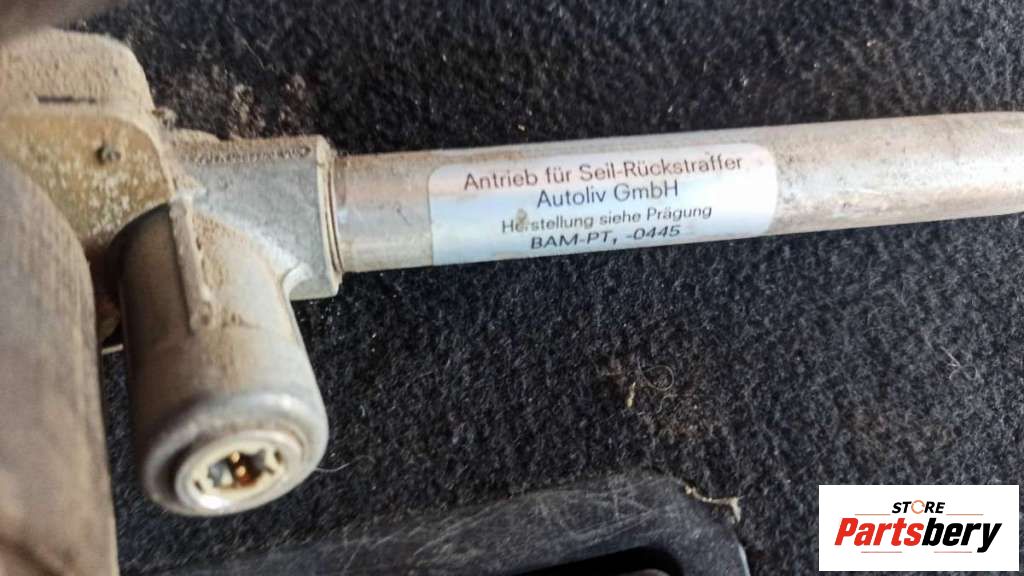 Antrieb für Seil-Rückstraffer
Autoliv GmbH
Herstellung siehe Prägung
BAM-PT, -0445
STORE
Partsbery